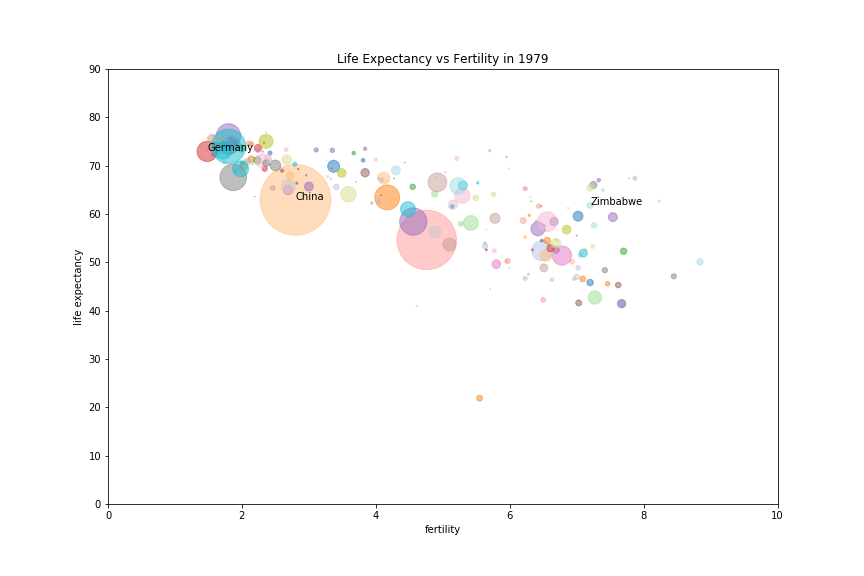 Life Expectancy vs Fertility in 1979
90
80
70
60
50
40
30
20
10
0
life expectancy
Germany
China
Zimbabwe
0 2 4 6 8 10
fertility